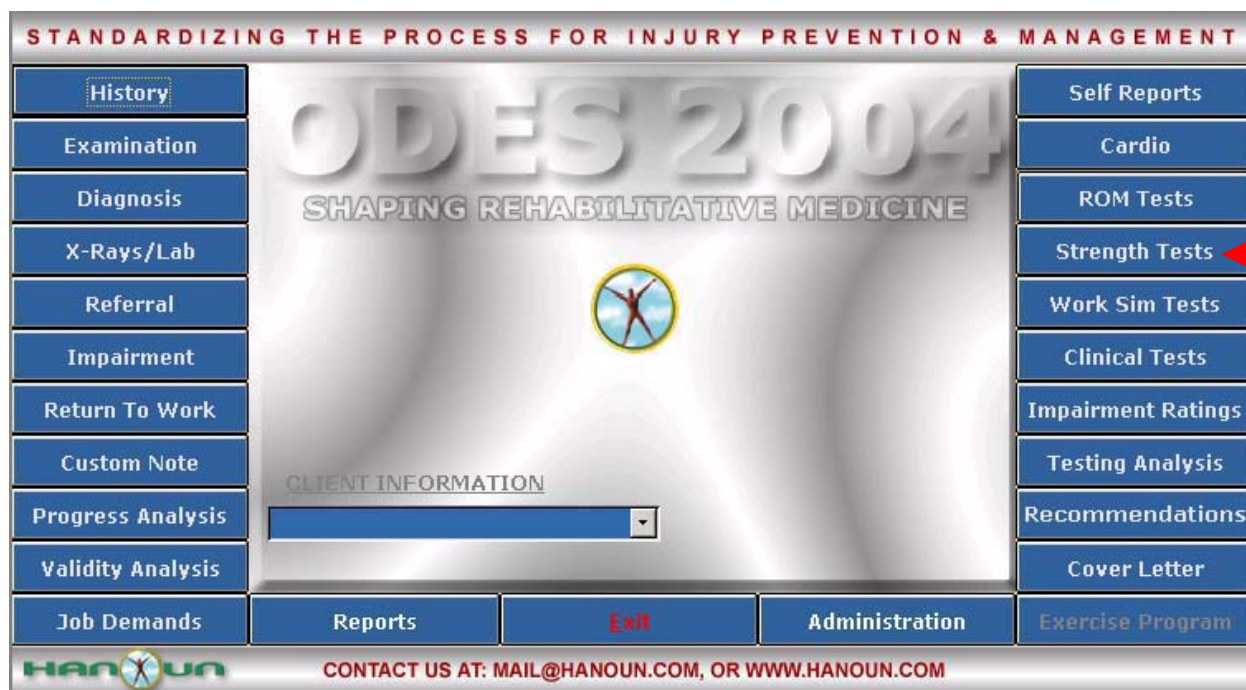 STANDARDIZING THE PROCESS FOR INJURY PREVENTION & MANAGEMENT
History
Examination
Diagnosis
X-Rays/Lab
Referral
Impairment
Return To Work
Custom Note
Progress Analysis
Validity Analysis
Job Demands
ODES 2004
SHAPING REHABILITATIVE MEDICINE
CLIENT INFORMATION
Reports
Exit
Administration
Self Reports
Cardio
ROM Tests
Strength Tests
Work Sim Tests
Clinical Tests
Impairment Ratings
Testing Analysis
Recommendations
Cover Letter
Exercise Program
HANOUN
CONTACT US AT: MAIL@HANOUN.COM, OR WWW.HANOUN.COM